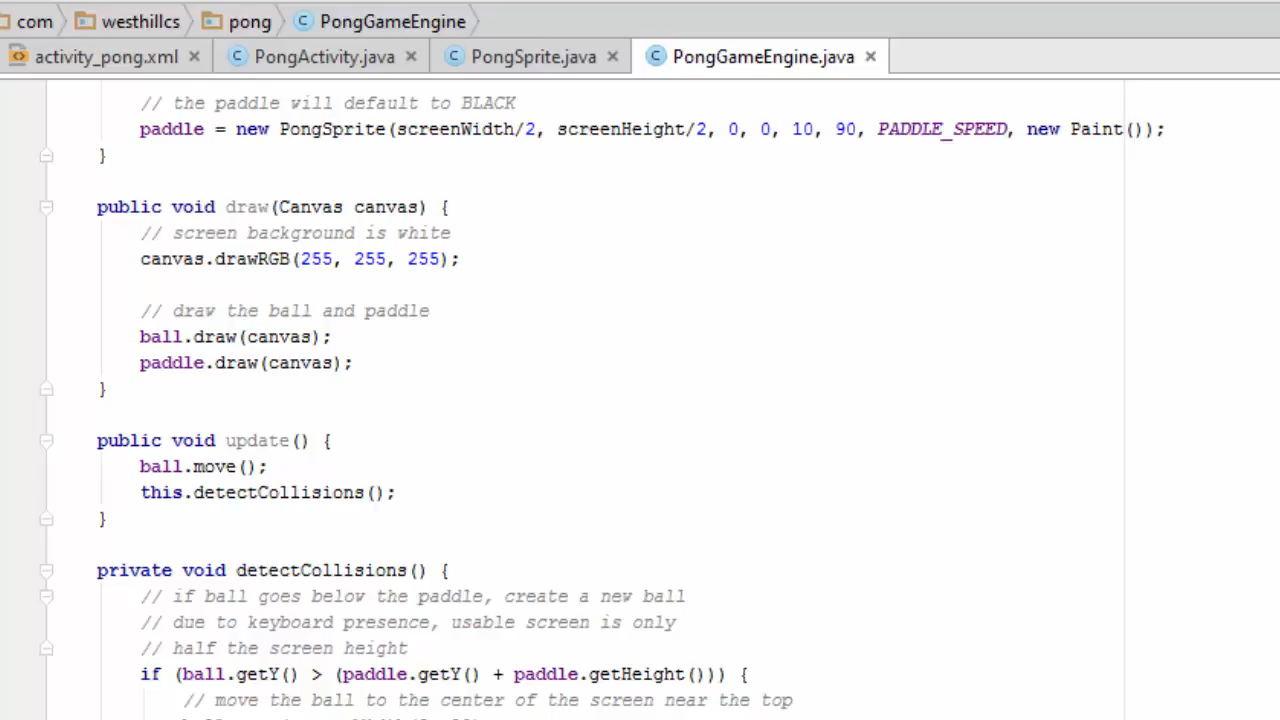 com westhillcs pong C PongGameEngine
activity_pong.xml C PongActivity.java C PongSprite.java C PongGameEngine.java
// the paddle will default to BLACK
paddle = new PongSprite(screenWidth/2, screenHeight/2, 0, 0, 10, 90, PADDLE_SPEED, new Paint());
}
public void draw(Canvas canvas) {
// screen background is white
canvas.drawRGB(255, 255, 255);
// draw the ball and paddle
ball.draw(canvas);
paddle.draw(canvas);
}
public void update() {
ball.move();
this.detectCollisions();
}
private void detectCollisions() {
// if ball goes below the paddle, create a new ball
// due to keyboard presence, usable screen is only
// half the screen height
if (ball.getY() > (paddle.getY() + paddle.getHeight())) {
// move the ball to the center of the screen near the top